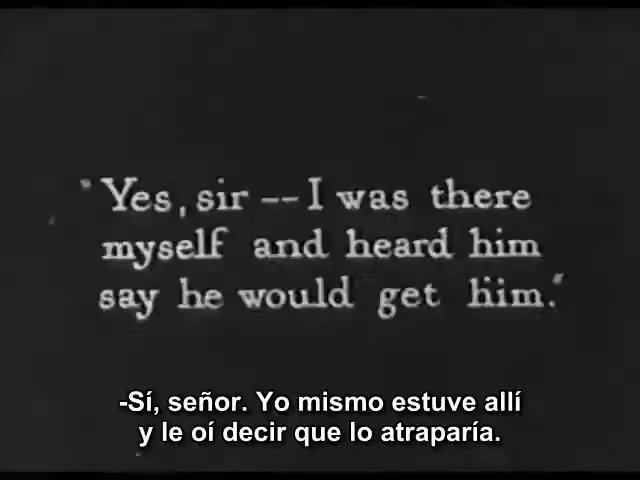 "Yes, sir -- I was there
myself and heard him
say he would get him."
-Sí, señor. Yo mismo estuve allí
y le oí decir que lo atraparía.